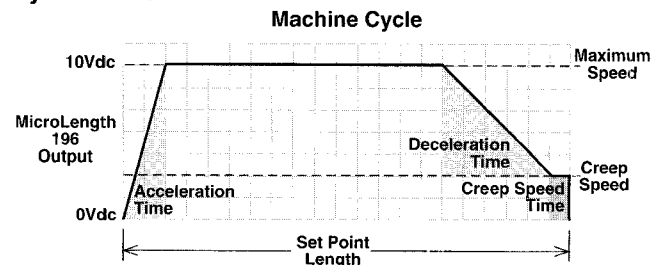 Machine Cycle
10Vdc
Maximum
Speed
MicroLength
196
Output
Deceleration
Time
Creep
Speed
Acceleration
Time
Creep Speed
Time
0Vdc
Set Point
Length